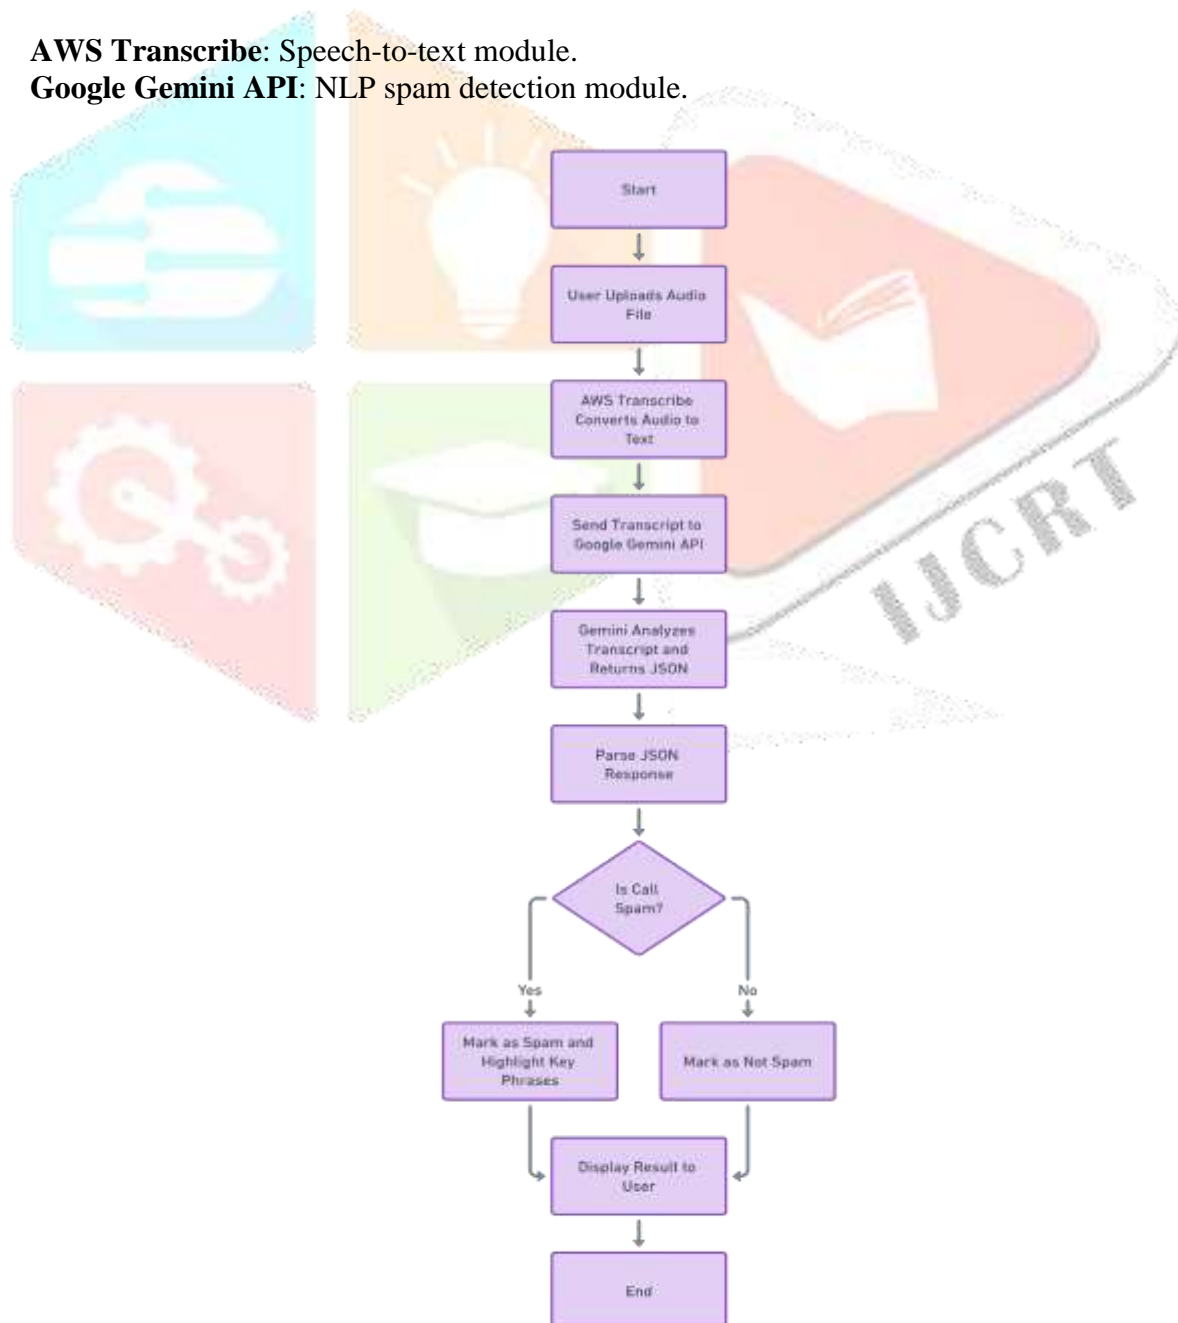 AWS Transcribe: Speech-to-text module.
Google Gemini API: NLP spam detection module.
Start
User Uploads Audio
File
AWS Transcribe
Converts Audio to
Text
Send Transcript to
Google Gemini API
Gemini Analyzes
Transcript and
Returns JSON
IJCRT
Parse JSON
Response
Is Call
Spam?
Yes
No
Mark as Spam and
Highlight Key
Phrases
Mark as Not Spam
Display Result to
User
End